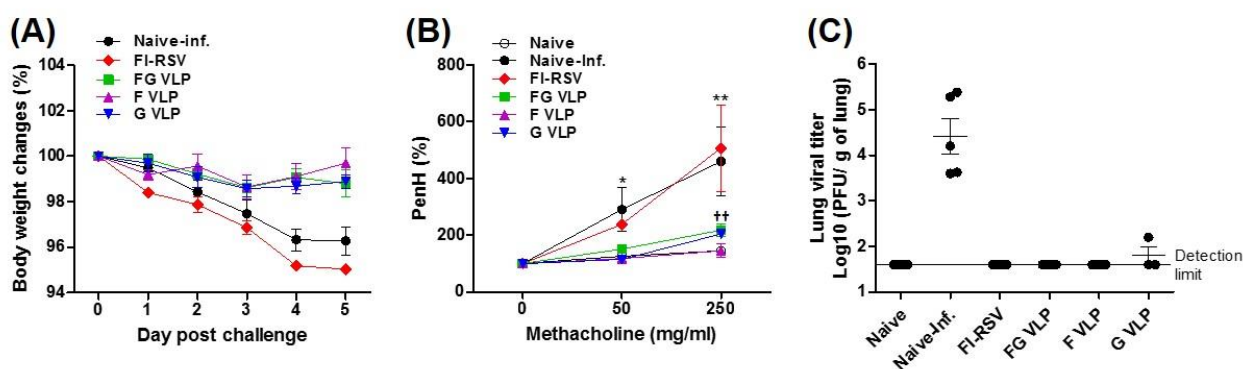 (A)
Naive-inf.
FI-RSV
FG VLP
F VLP
G VLP
Body weight changes (%)
104
102
100
98
96
94
0 1 2 3 4 5
Day post challenge
(B)
Naive
Naive-Inf.
FI-RSV
FG VLP
F VLP
G VLP
PenH (%)
800
600
400
200
0
*
**
††
0 50 250
Methacholine (mg/ml)
(C)
Lung viral titer
Log10 (PFU/ g of lung)
6
5
4
3
2
1
Detection
limit
Naive
Naive-Inf.
FI-RSV
FG VLP
F VLP
G VLP